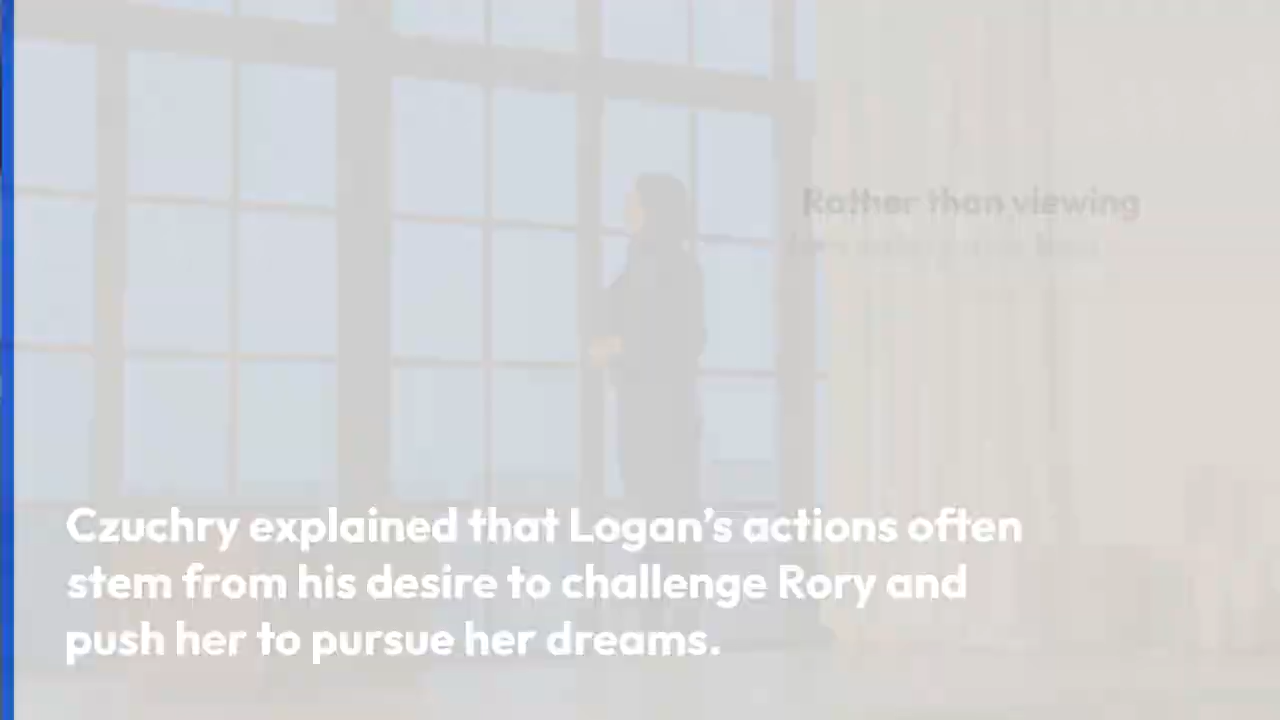 Rather than viewing
Czuchry explained that Logan's actions often
stem from his desire to challenge Rory and
push her to pursue her dreams.